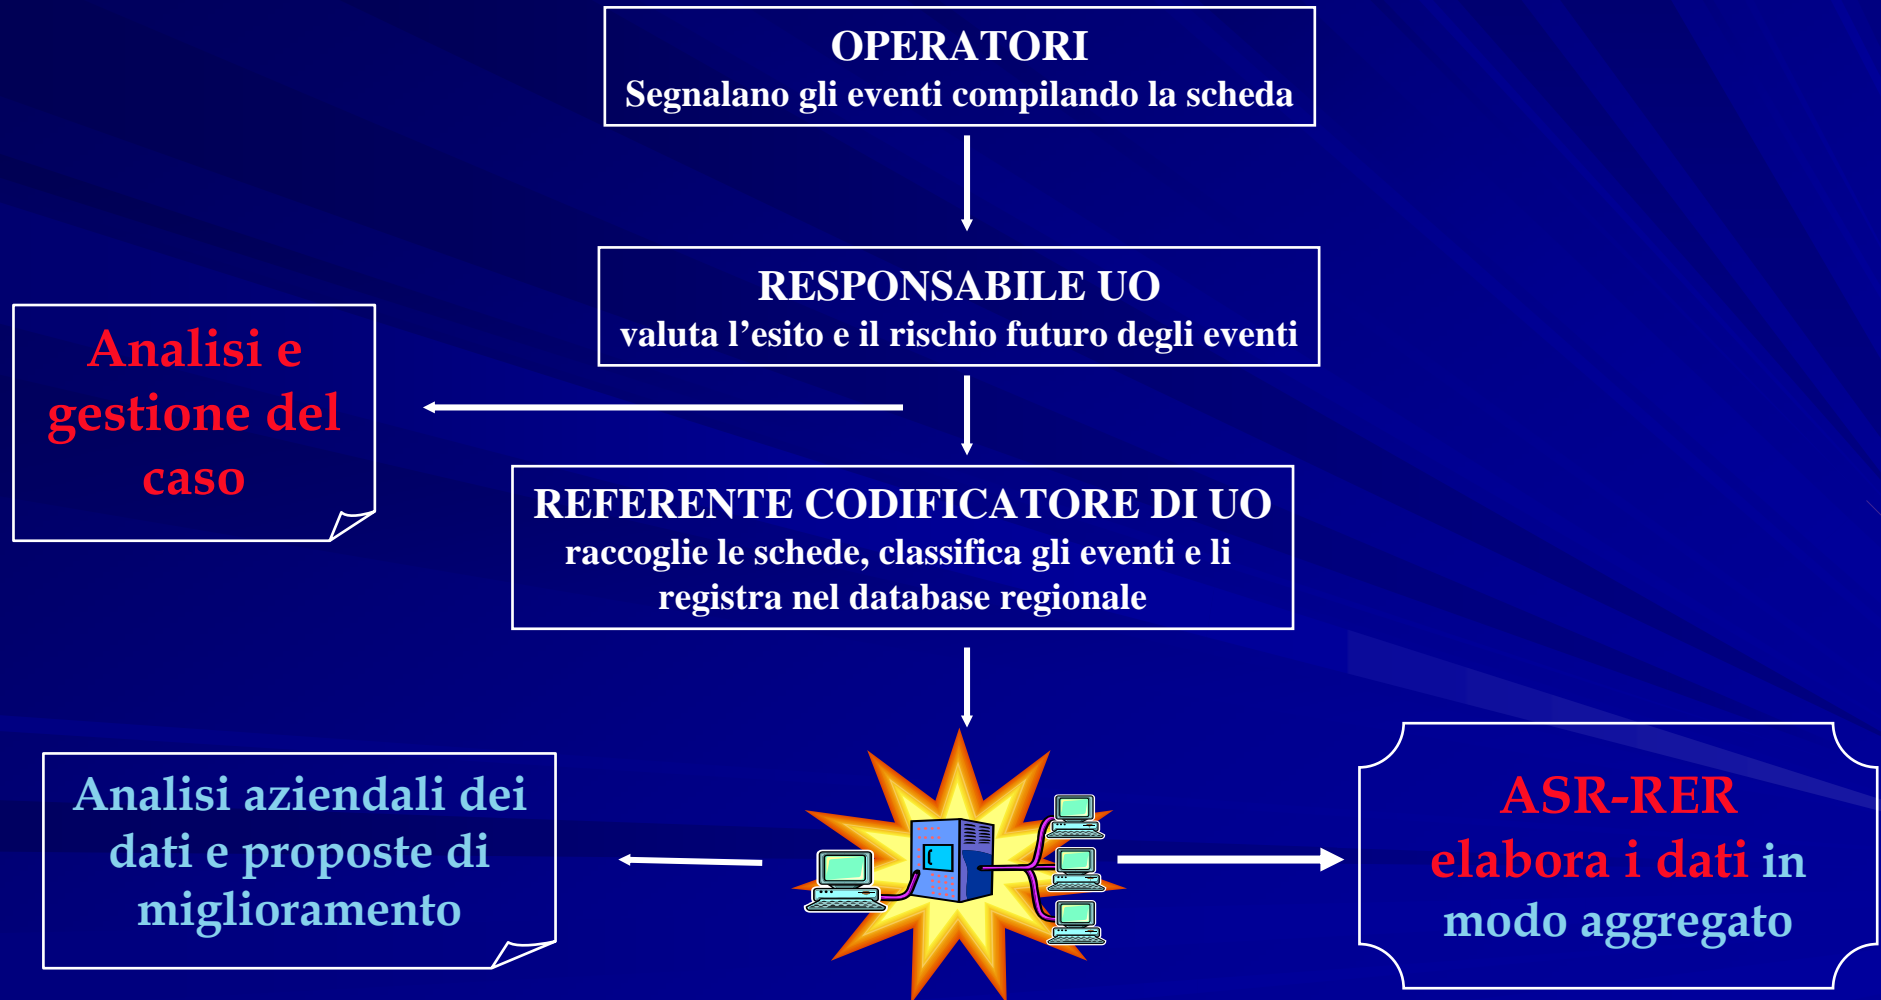 OPERATORI
Segnalano gli eventi compilando la scheda
RESPONSABILE UO
valuta l’esito e il rischio futuro degli eventi
Analisi e
gestione del
caso
REFERENTE CODIFICATORE DI UO
raccoglie le schede, classifica gli eventi e li
registra nel database regionale
Analisi aziendali dei
dati e proposte di
miglioramento
ASR-RER
elabora i dati in
modo aggregato